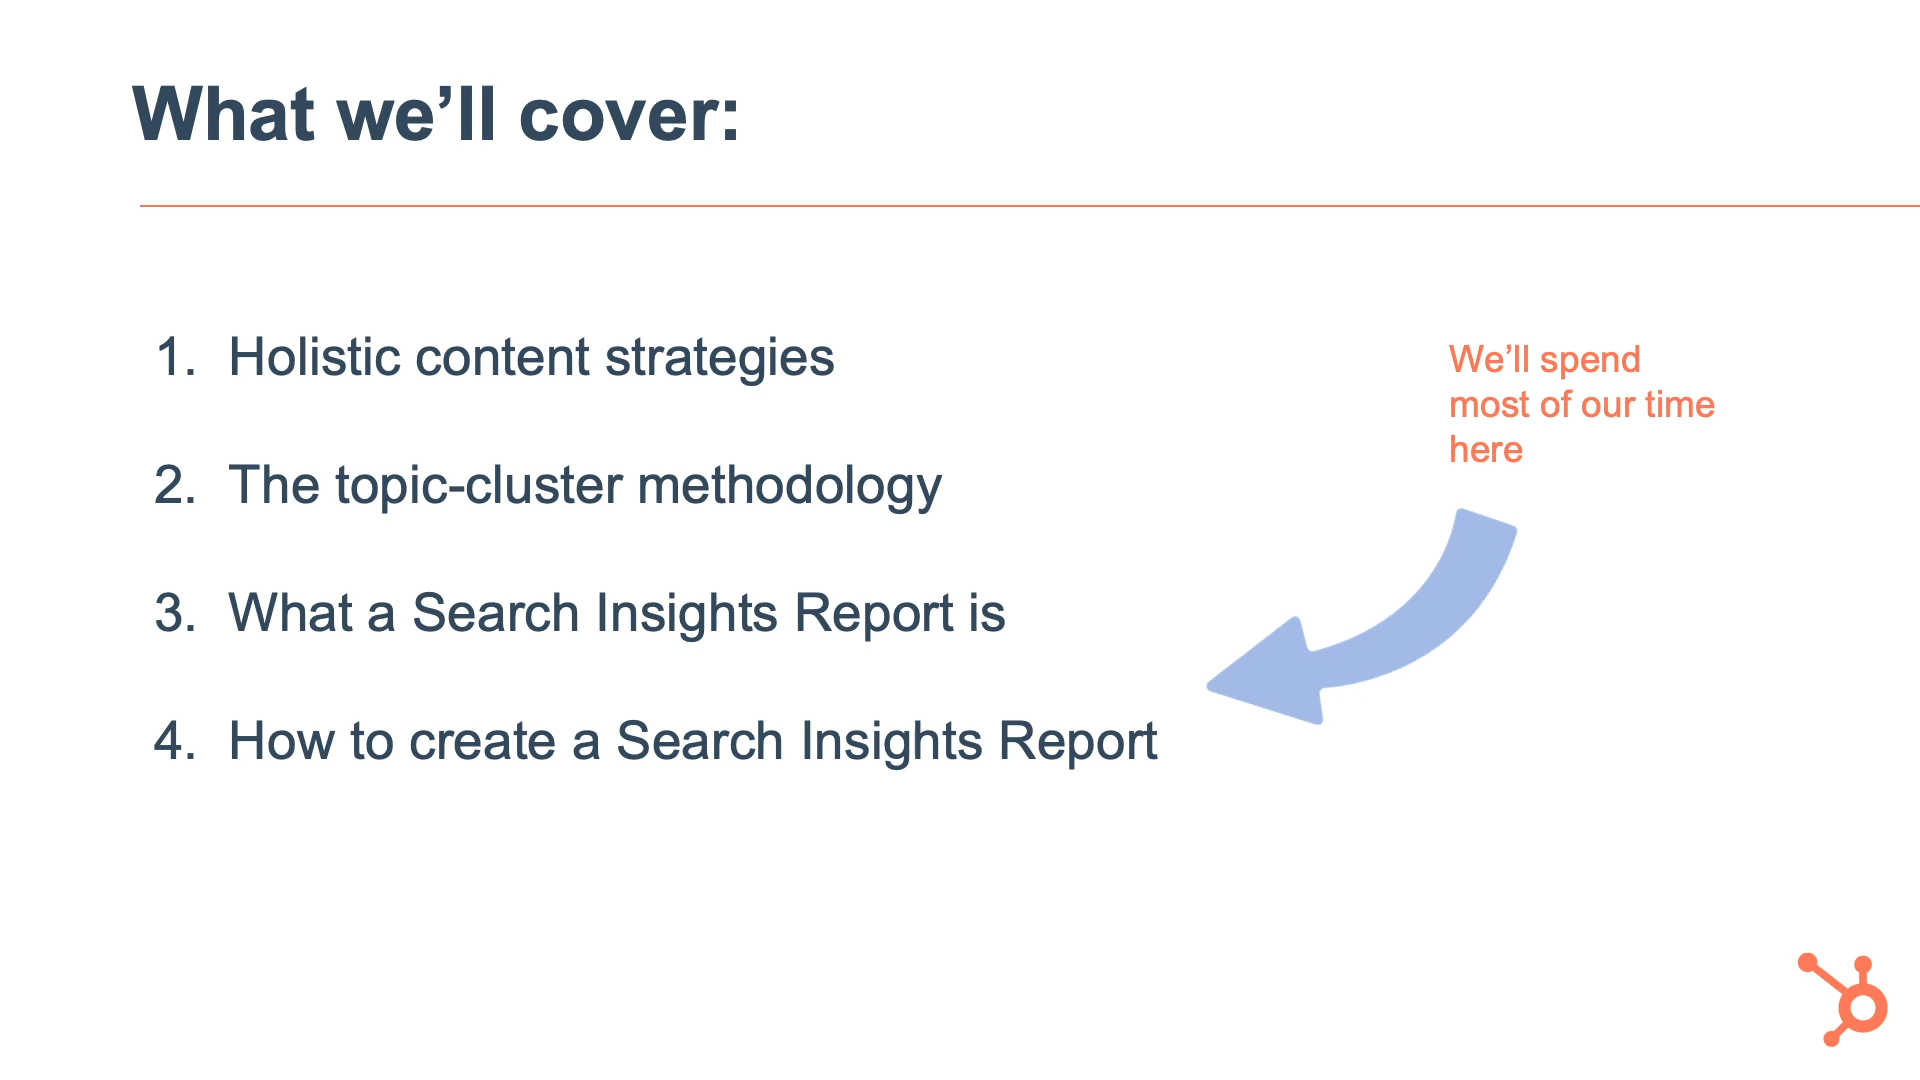 What we’ll cover:
1. Holistic content strategies
2. The topic-cluster methodology
3. What a Search Insights Report is
4. How to create a Search Insights Report
We’ll spend
most of our time
here